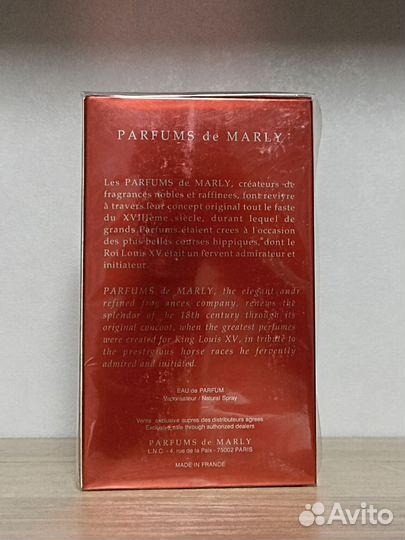 PARFUMS de MARLY
Les PARFUMS de MARLY, créateurs de
fragrances nobles et raffinees, font revivre
à travers leur concept original tout le faste
du XVIIIème siècle, durant lequel de
grands Parfums étaient crees à l'occasion
des plus belles courses hippiques, dont le
Roi Louis XV était un fervent admirateur et
initiateur.
PARFUMS de MARLY, the elegant and
refined fragrances company, renews the
splendor of the 18th century through its
original concept, when the greatest perfumes
were created for King Louis XV, in tribute to
the prestigious horse races he fervently
admired and initiated.
EAU de PARFUM
Vaporisateur / Natural Spray
Vente exclusive aupres des distributeurs agrees
Exclusive sale through authorized dealers
PARFUMS de MARLY
L.N.C. - 4, rue de la Paix - 75002 PARIS
MADE IN FRANCE
Avito